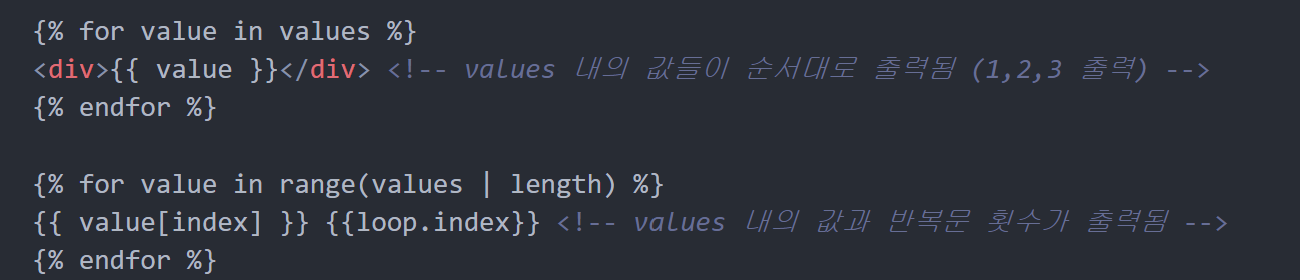 {% for value in values %}
<div>{{ value }}</div> <!-- values 내의 값들이 순서대로 출력됨 (1,2,3 출력) -->
{% endfor %}
{% for value in range(values | length) %}
{{ value[index] }} {{loop.index}} <!-- values 내의 값과 반복문 횟수가 출력됨 -->
{% endfor %}